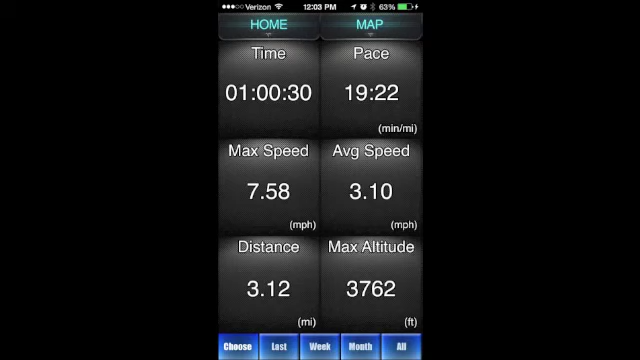 Verizon 12:03 PM 63%
HOME MAP
Time Pace
01:00:30 19:22
(min/mi)
Max Speed Avg Speed
7.58 3.10
(mph) (mph)
Distance Max Altitude
3.12 3762
(mi) (ft)
Choose Last Week Month All